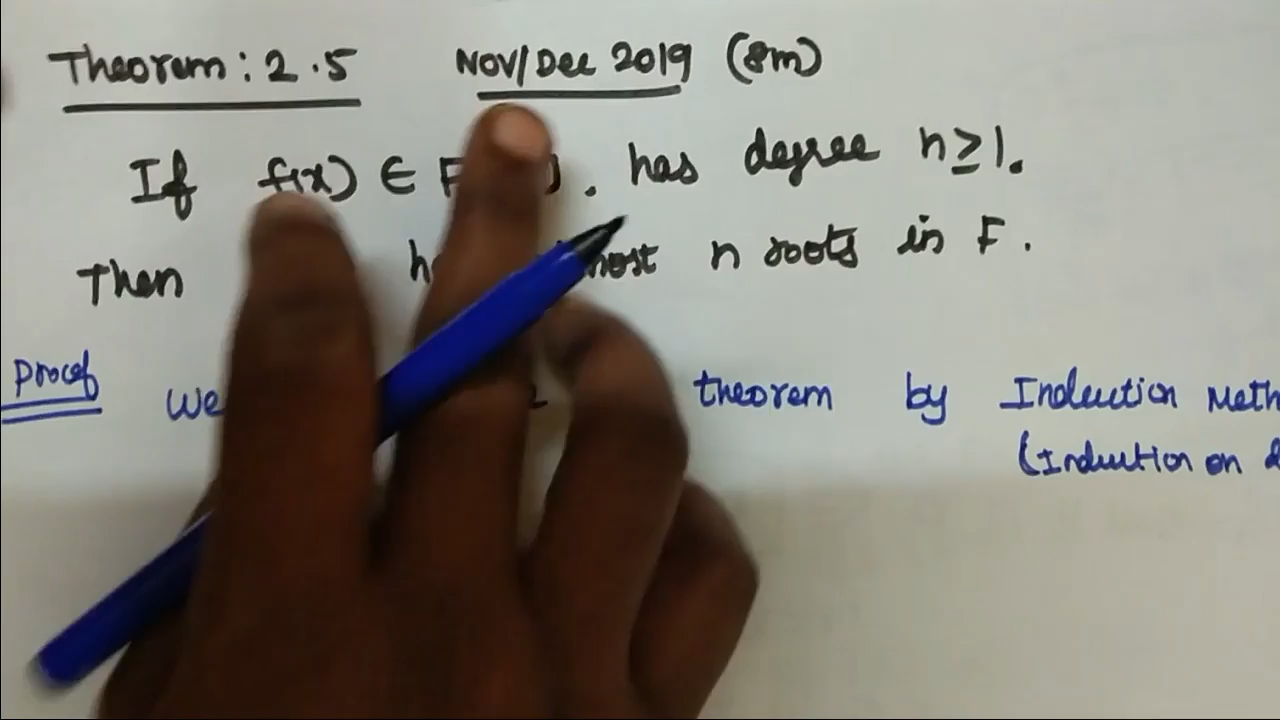 Theorem: 2.5 Nov/Dec 2019 (8m)
If f(x) ∈ F . has degree n≥1.
Then n roots in F.
Proof We theorem by Induction
(Induction on